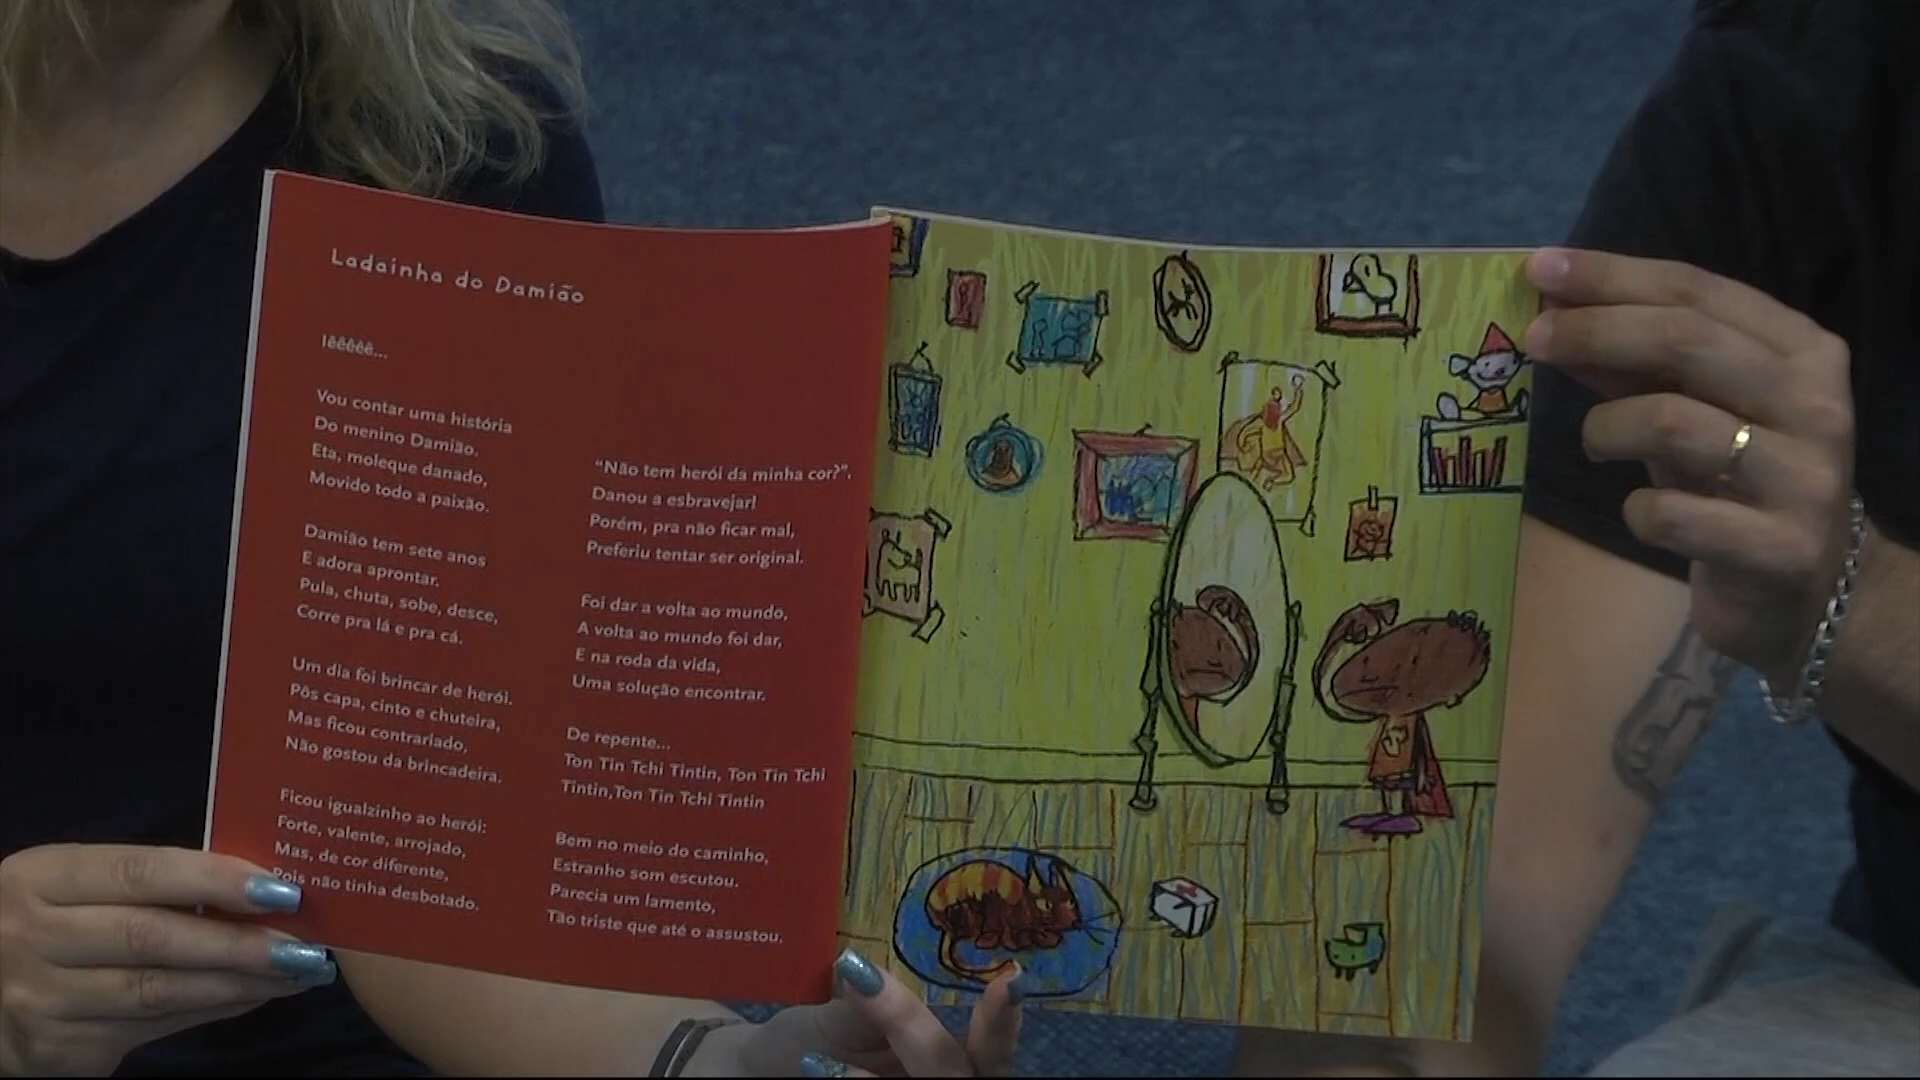 Ladainha do Damião
Iêêêêê...
Vou contar uma história
Do menino Damião.
Eta, moleque danado,
Movido todo a paixão.
Damião tem sete anos
E adora aprontar.
Pula, chuta, sobe, desce,
Corre pra lá e pra cá.
Um dia foi brincar de herói.
Pôs capa, cinto e chuteira,
Mas ficou contrariado,
Não gostou da brincadeira.
Ficou igualzinho ao herói:
Forte, valente, arrojado,
Mas, de cor diferente,
Pois não tinha desbotado.
"Não tem herói da minha cor?",
Danou a esbravejar!
Porém, pra não ficar mal,
Preferiu tentar ser original.
Foi dar a volta ao mundo,
A volta ao mundo foi dar,
E na roda da vida,
Uma solução encontrar.
De repente...
Ton Tin Tchi Tintin, Ton Tin Tchi
Tintin,Ton Tin Tchi Tintin
Bem no meio do caminho,
Estranho som escutou.
Parecia um lamento,
Tão triste que até o assustou.